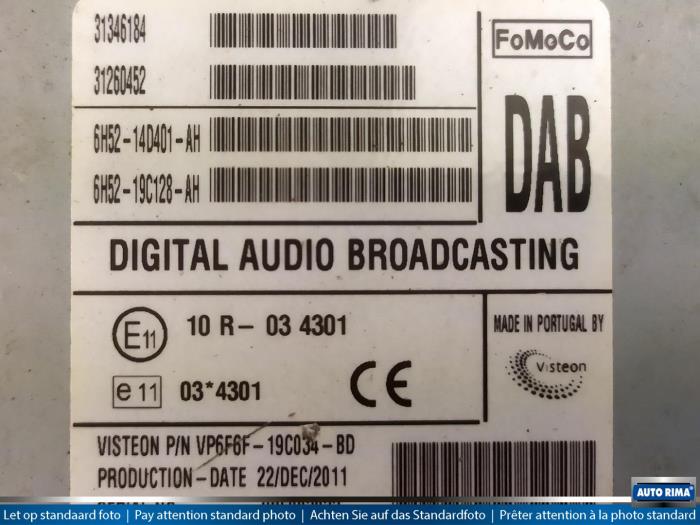 31346184
FoMoCo
31260452
DAB
6H52-14D401-AH
6H52-19C128-AH
DIGITAL AUDIO BROADCASTING
E11 10 R- 03 4301
MADE IN PORTUGAL BY
Visteon
e 11 03*4301 CE
VISTEON P/N VP6F6F-19C034-BD
PRODUCTION-DATE 22/DEC/2011
AUTO RIMA
Let op standaard foto | Pay attention standard photo | Achten Sie auf das Standardfoto | Prêter attention à la photo standard